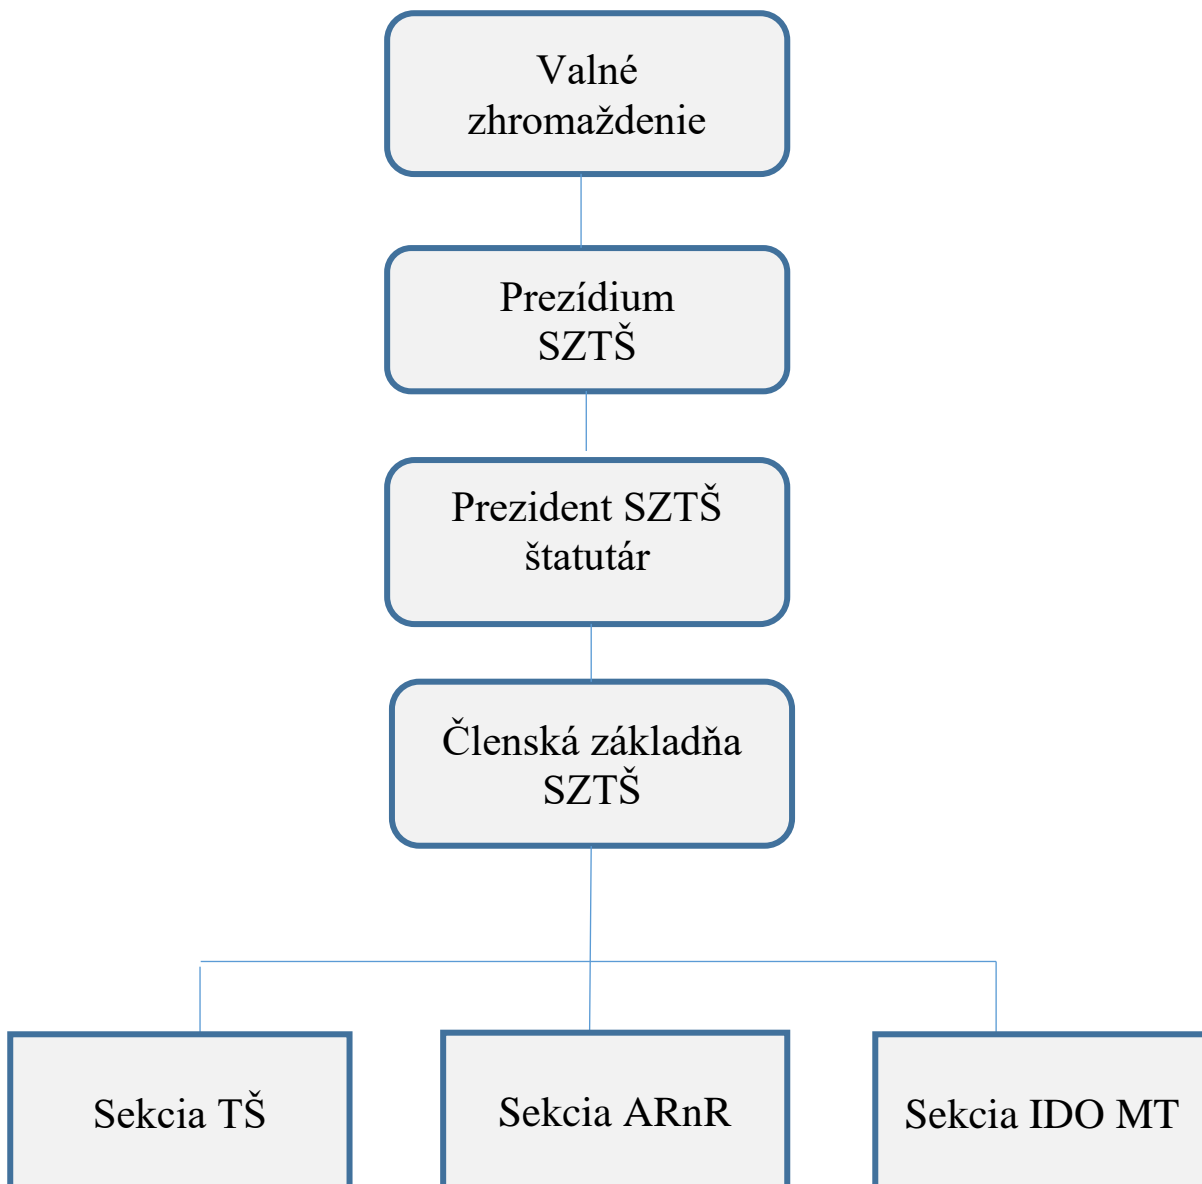 Valné
zhromaždenie
Prezídium
SZTŠ
Prezident SZTŠ
štatutár
Členská základňa
SZTŠ
Sekcia TŠ
Sekcia ARnR
Sekcia IDO MT